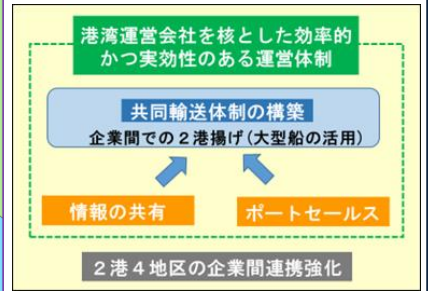 港湾運営会社を核とした効率的
かつ実効性のある運営体制
共同輸送体制の構築
企業間での２港揚げ(大型船の活用)
情報の共有
ポートセールス
２港４地区の企業間連携強化